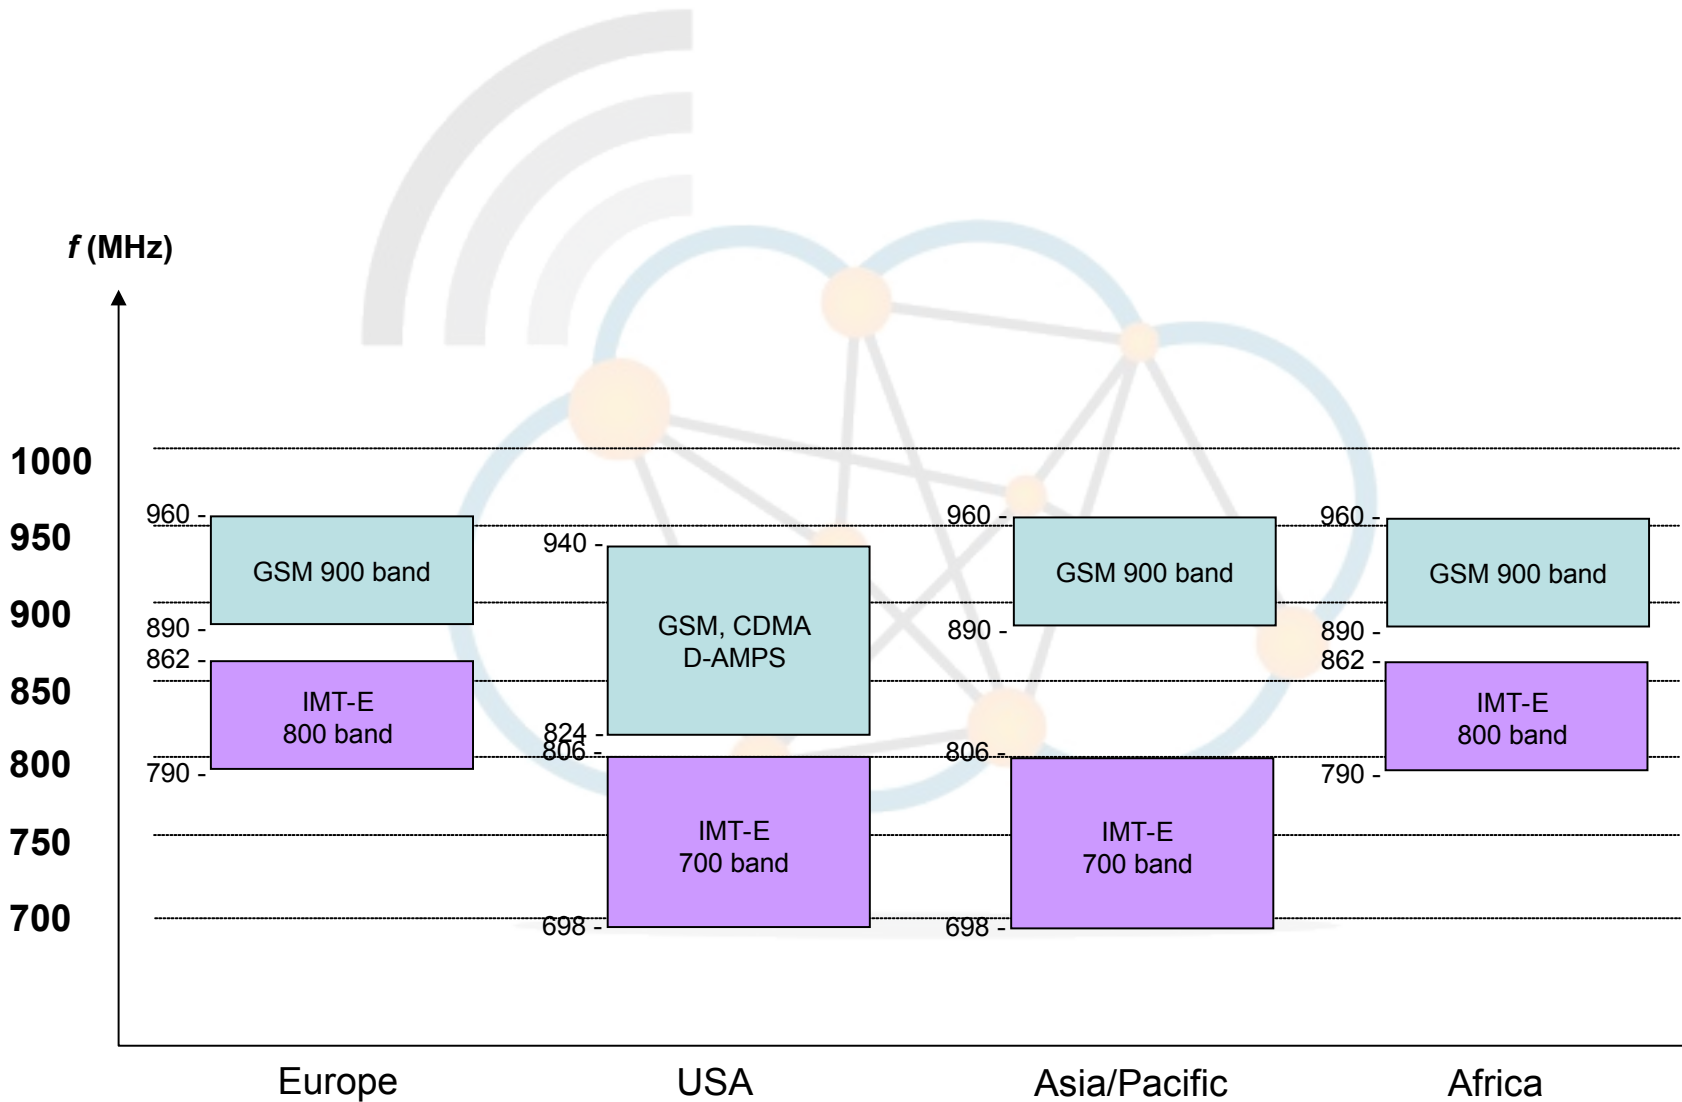 f (MHz)
1000
950
900
850
800
750
700
960 -
890 -
862 -
790 -
GSM 900 band
IMT-E
800 band
940 -
824 -
806 -
698 -
GSM, CDMA
D-AMPS
IMT-E
700 band
960 -
890 -
806 -
698 -
GSM 900 band
IMT-E
700 band
960 -
890 -
862 -
790 -
GSM 900 band
IMT-E
800 band
Europe
USA
Asia/Pacific
Africa